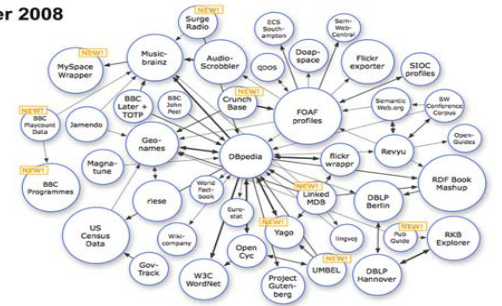 er 2008
NEW!
Surge
Radio
ECS
South-
ampton
Sem-
Web-
Central
NEW!
MySpace
Wrapper
Music-
brainz
Audio-
Scrobbler
QDOS
Doap-
space
Flickr
exporter
SIOC
profiles
NEW!
BBC
Playcount
Data
Jamendo
BBC
Later +
TOTP
BBC
John
Peel
NEW!
Crunch
Base
FOAF
profiles
Semantic
Web.org
SW
Conference
Corpus
Geo-
names
DBpedia
flickr
wrappr
Revyu
Open-
Guides
NEW!
BBC
Programmes
Magna-
tune
riese
World
Fact-
book
NEW!
Linked
MDB
DBLP
Berlin
RDF Book
Mashup
US
Census
Data
Euro-
stat
Wiki-
company
NEW!
Yago
lingvoj
NEW!
Pub
Guide
RKB
Explorer
Gov-
Track
W3C
WordNet
Open
Cyc
Project
Guten-
berg
NEW!
UMBEL
DBLP
Hannover